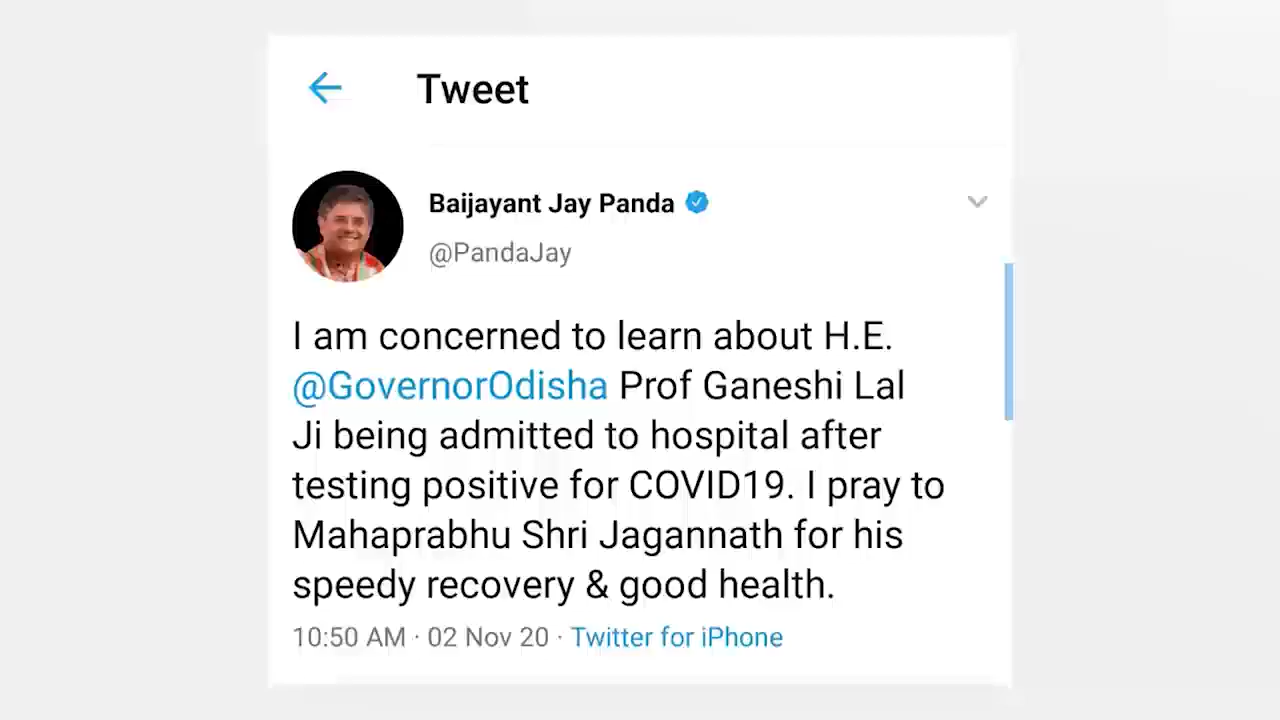 Tweet
Baijayant Jay Panda
@PandaJay
I am concerned to learn about H.E.
@GovernorOdisha Prof Ganeshi Lal
Ji being admitted to hospital after
testing positive for COVID19. I pray to
Mahaprabhu Shri Jagannath for his
speedy recovery & good health.
10:50 AM · 02 Nov 20 · Twitter for iPhone